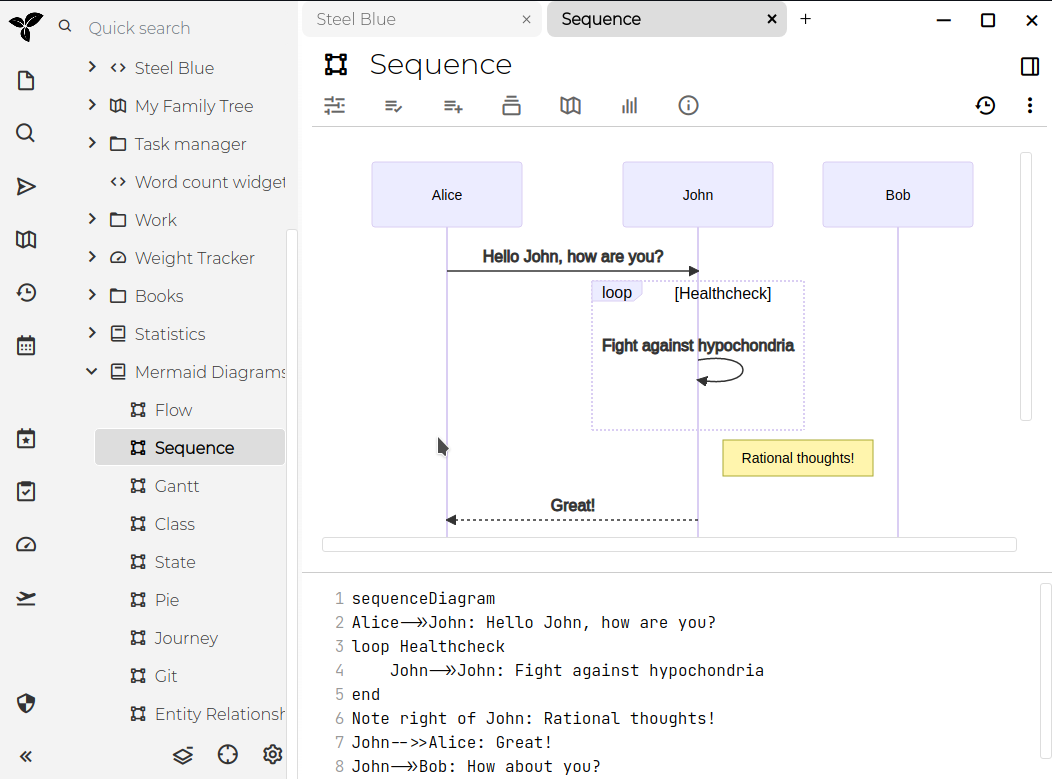 Quick search
Steel Blue
My Family Tree
Task manager
Word count widget
Work
Weight Tracker
Books
Statistics
Mermaid Diagrams
Flow
Sequence
Gantt
Class
State
Pie
Journey
Git
Entity Relationsh
Steel Blue
Sequence
Sequence
Alice
John
Bob
Hello John, how are you?
loop
[Healthcheck]
Fight against hypochondria
Rational thoughts!
Great!
1 sequenceDiagram
2 Alice->>John: Hello John, how are you?
3 loop Healthcheck
4     John->>John: Fight against hypochondria
5 end
6 Note right of John: Rational thoughts!
7 John-->>Alice: Great!
8 John->>Bob: How about you?